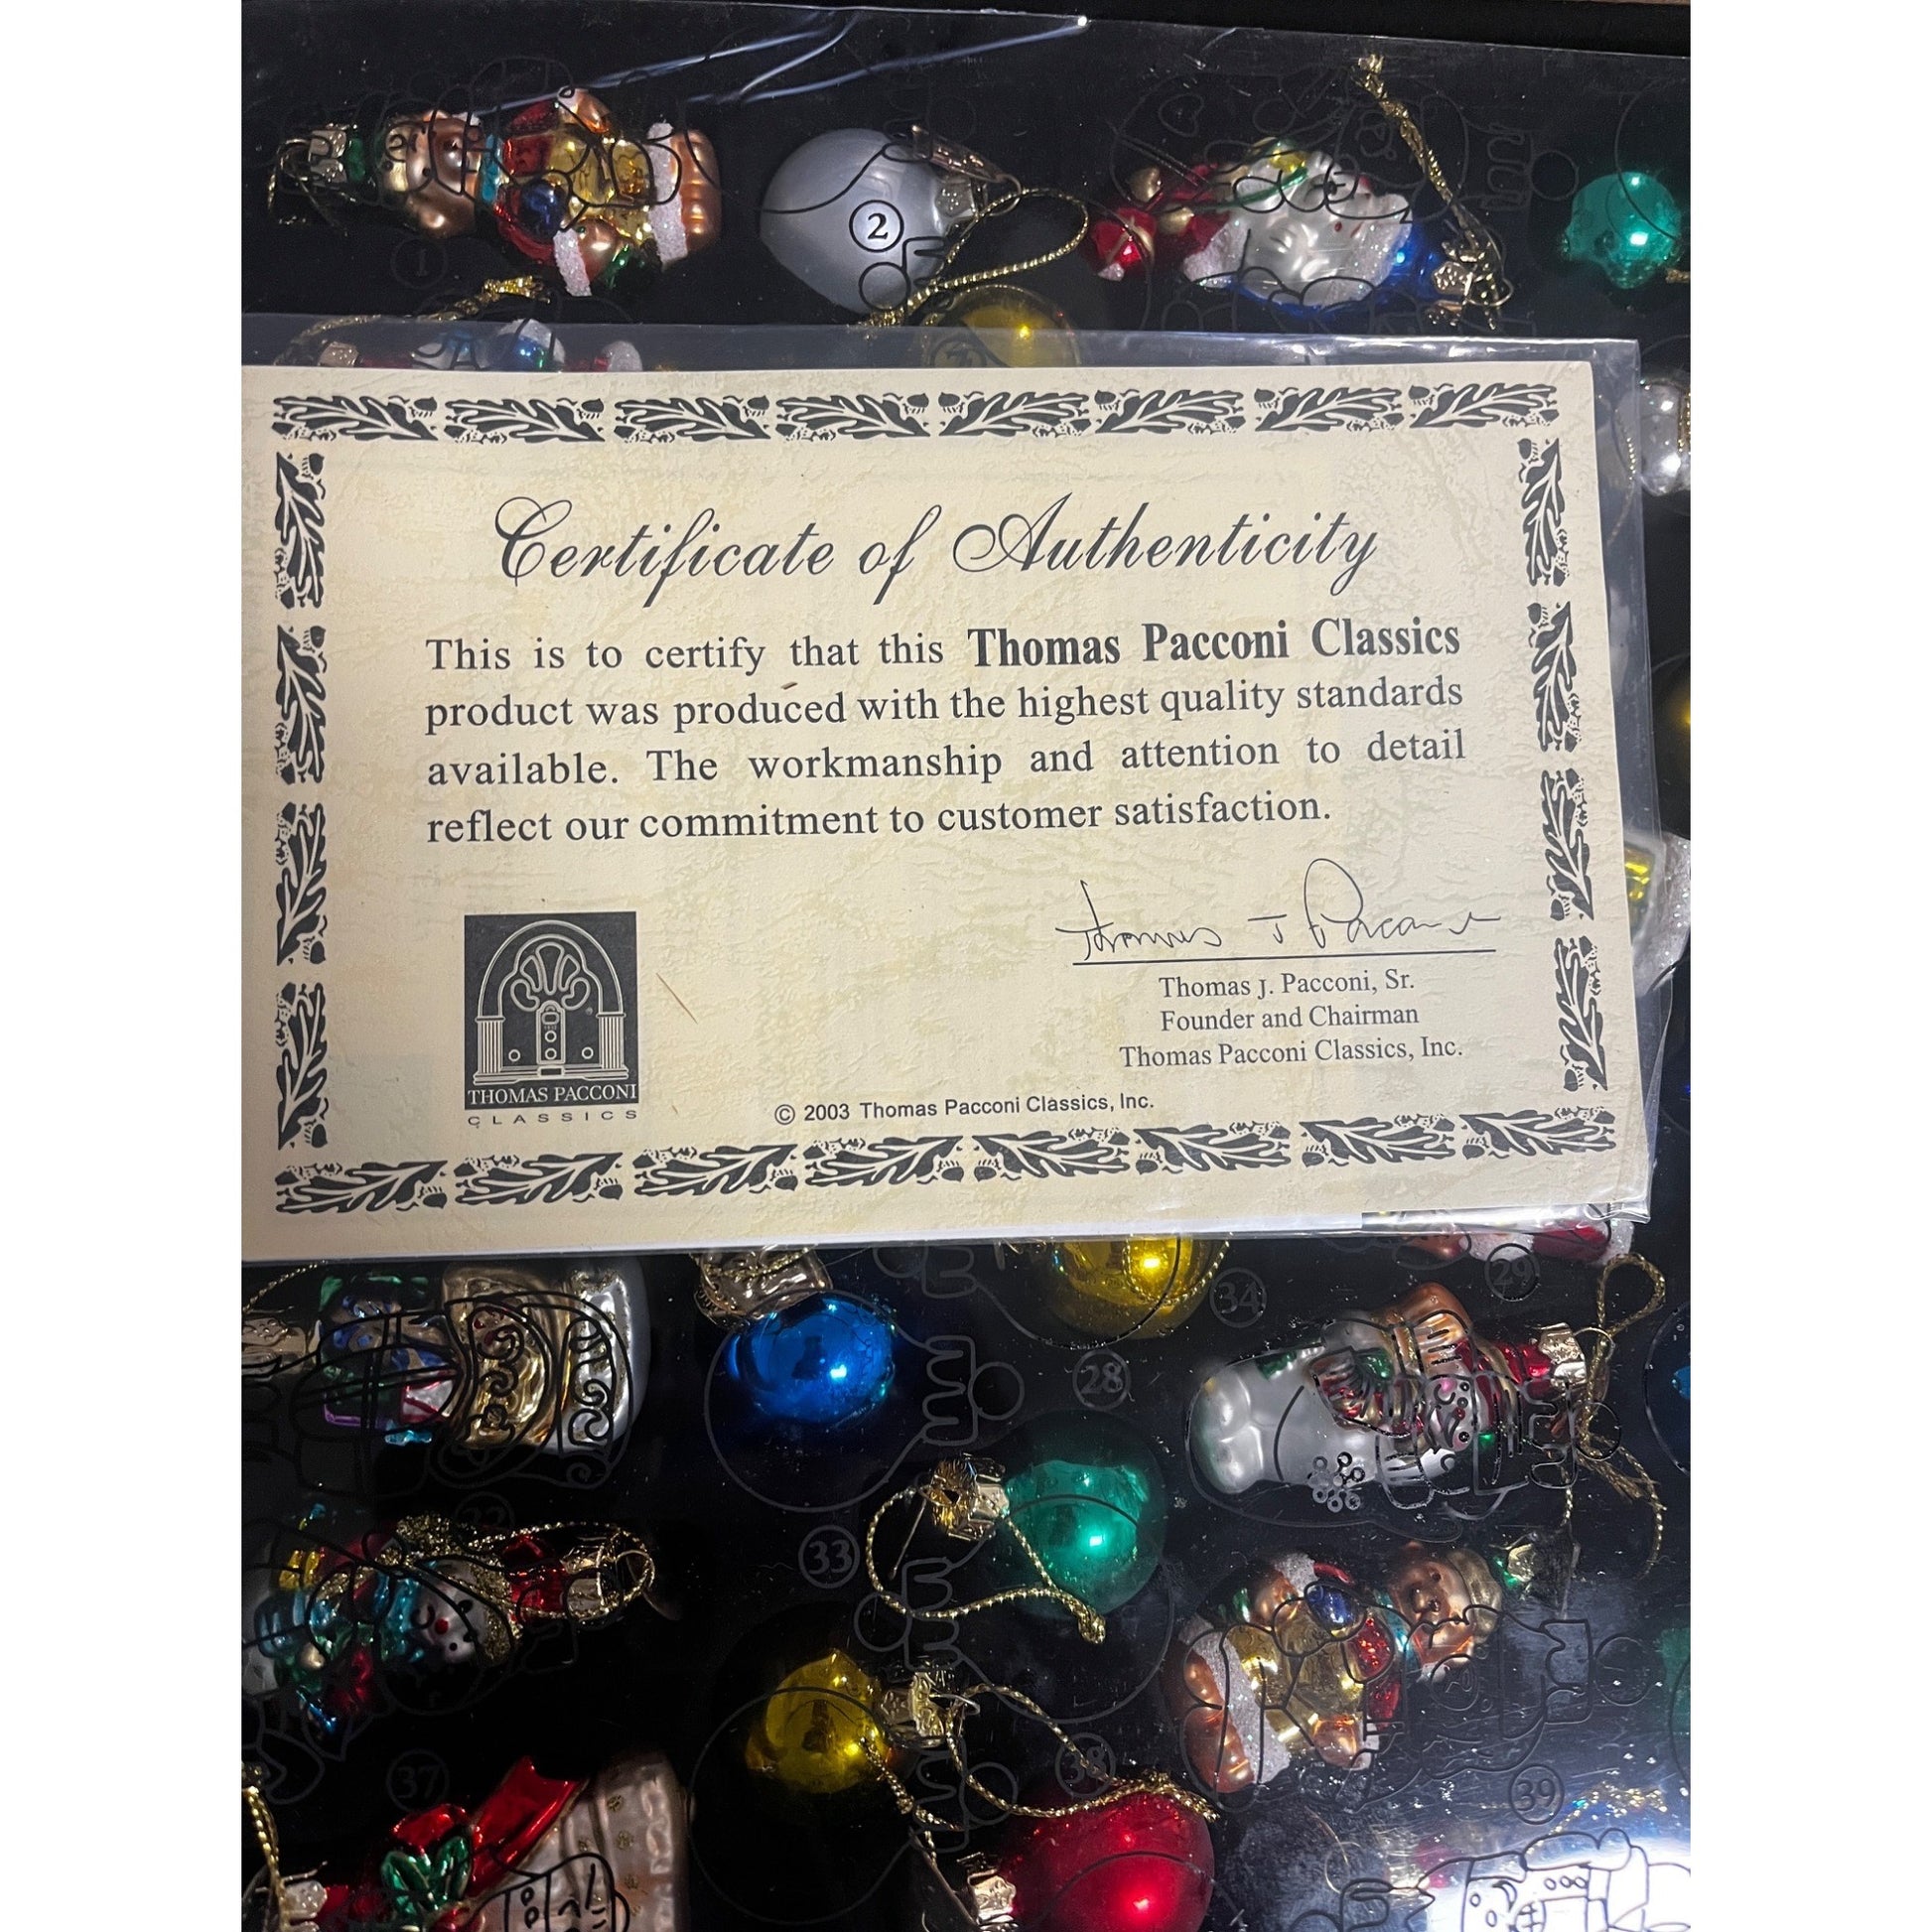 1
2
Certificate of Authenticity
This is to certify that this Thomas Pacconi Classics
product was produced with the highest quality standards
available. The workmanship and attention to detail
reflect our commitment to customer satisfaction.
Thomas J Pacconi
Thomas J. Pacconi, Sr.
Founder and Chairman
Thomas Pacconi Classics, Inc.
THOMAS PACCONI
CLASSICS
© 2003 Thomas Pacconi Classics, Inc.
29
34
28
33
37
38
39